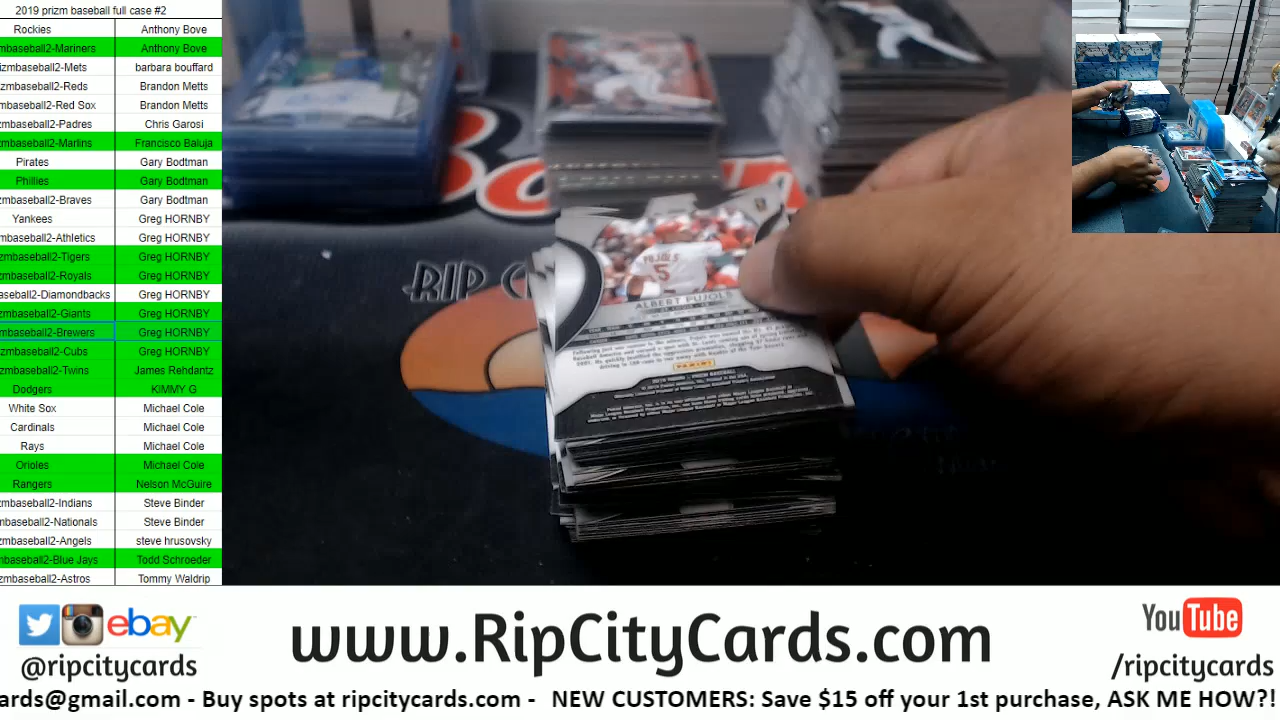 2019 prizm baseball full case #2
Rockies Anthony Bove
mbaseball2-Mariners Anthony Bove
izmbaseball2-Mets barbara bouffard
zmbaseball2-Reds Brandon Metts
mbaseball2-Red Sox Brandon Metts
zmbaseball2-Padres Chris Garosi
mbaseball2-Marlins Francisco Baluja
Pirates Gary Bodtman
Phillies Gary Bodtman
zmbaseball2-Braves Gary Bodtman
Yankees Greg HORNBY
mbaseball2-Athletics Greg HORNBY
mbaseball2-Tigers Greg HORNBY
mbaseball2-Royals Greg HORNBY
aseball2-Diamondbacks Greg HORNBY
mbaseball2-Giants Greg HORNBY
mbaseball2-Brewers Greg HORNBY
zmbaseball2-Cubs Greg HORNBY
zmbaseball2-Twins James Rehdantz
Dodgers KIMMY G
White Sox Michael Cole
Cardinals Michael Cole
Rays Michael Cole
Orioles Michael Cole
Rangers Nelson McGuire
zmbaseball2-Indians Steve Binder
mbaseball2-Nationals Steve Binder
zmbaseball2-Angels steve hrusovsky
mbaseball2-Blue Jays Todd Schroeder
zmbaseball2-Astros Tommy Waldrip
RIP C
PUJOLS
5
ALBERT PUJOLS
PANINI
ebay
@ripcitycards
www.RipCityCards.com
YouTube
/ripcitycards
ards@gmail.com - Buy spots at ripcitycards.com - NEW CUSTOMERS: Save $15 off your 1st purchase, ASK ME HOW?!